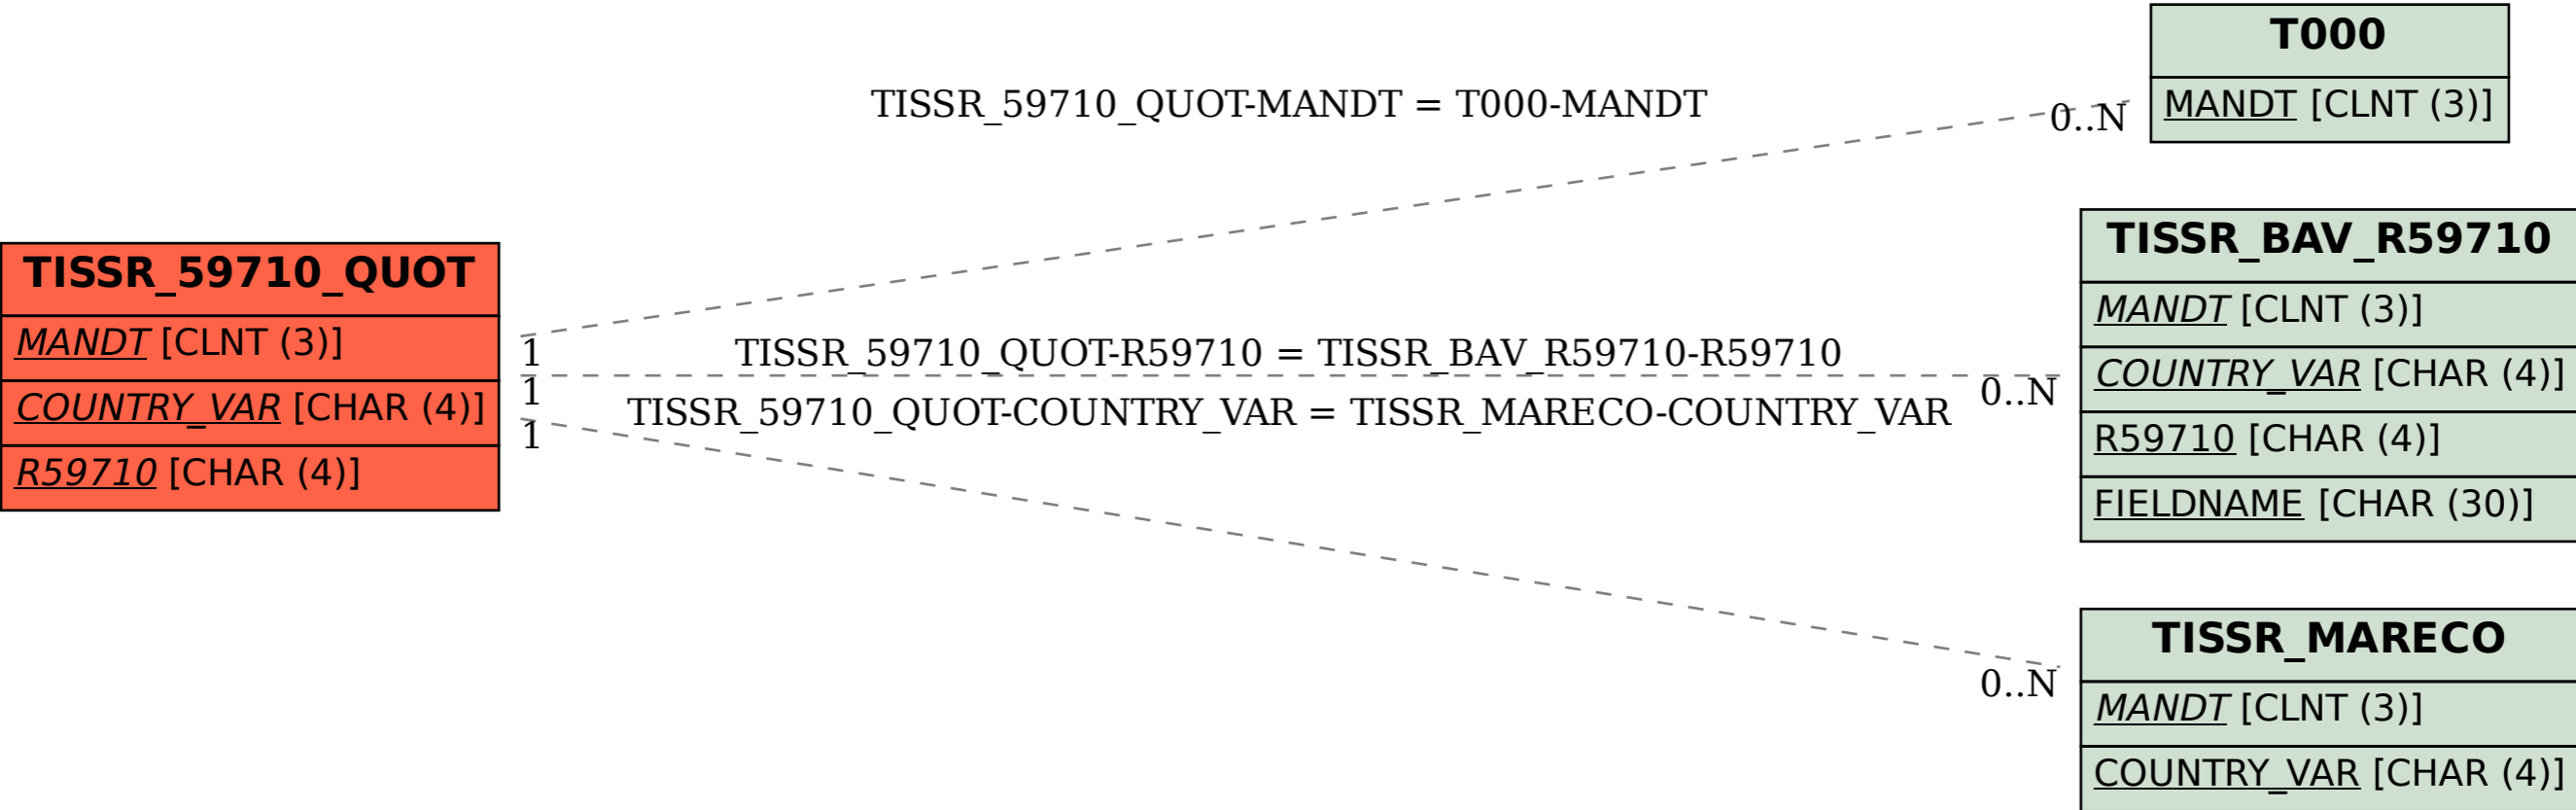 T000
MANDT [CLNT (3)]
TISSR_59710_QUOT-MANDT = T000-MANDT
0..N
TISSR_59710_QUOT
MANDT [CLNT (3)]
COUNTRY_VAR [CHAR (4)]
R59710 [CHAR (4)]
1
TISSR_59710_QUOT-R59710 = TISSR_BAV_R59710-R59710
1
0..N
TISSR_59710_QUOT-COUNTRY_VAR = TISSR_MARECO-COUNTRY_VAR
1
0..N
TISSR_BAV_R59710
MANDT [CLNT (3)]
COUNTRY_VAR [CHAR (4)]
R59710 [CHAR (4)]
FIELDNAME [CHAR (30)]
TISSR_MARECO
MANDT [CLNT (3)]
COUNTRY_VAR [CHAR (4)]